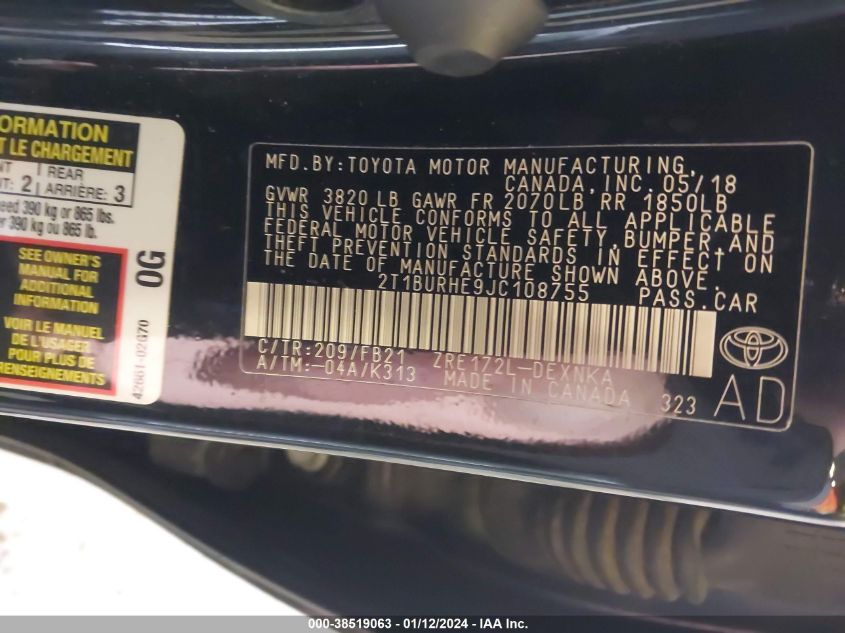 ORMATION
T LE CHARGEMENT
NT
: 2
REAR
ARRIÈRE: 3
eed 390 kg or 865 lbs.
er 390 kg ou 865 lb.
SEE OWNER'S
MANUAL FOR
ADDITIONAL
INFORMATION
VOIR LE MANUEL
DE L'USAGER
POUR PLUS DE
RENSEIGNEMENTS
0G
42661-02G70
MFD.BY:TOYOTA MOTOR MANUFACTURING,
CANADA,INC.05/18
GVWR 3820 LB GAWR FR 2070LB RR 1850LB
THIS VEHICLE CONFORMS TO ALL APPLICABLE
FEDERAL MOTOR VEHICLE SAFETY,BUMPER,AND
THEFT PREVENTION STANDARDS IN EFFECT ON
THE DATE OF MANUFACTURE SHOWN ABOVE.
2T1BURHE9JC108755 PASS.CAR
C/TR:209/FB21 ZRE172L-DEXNKA
A/TM:-04A/K313 MADE IN CANADA 323
AD
000-38519063 - 01/12/2024 - IAA Inc.